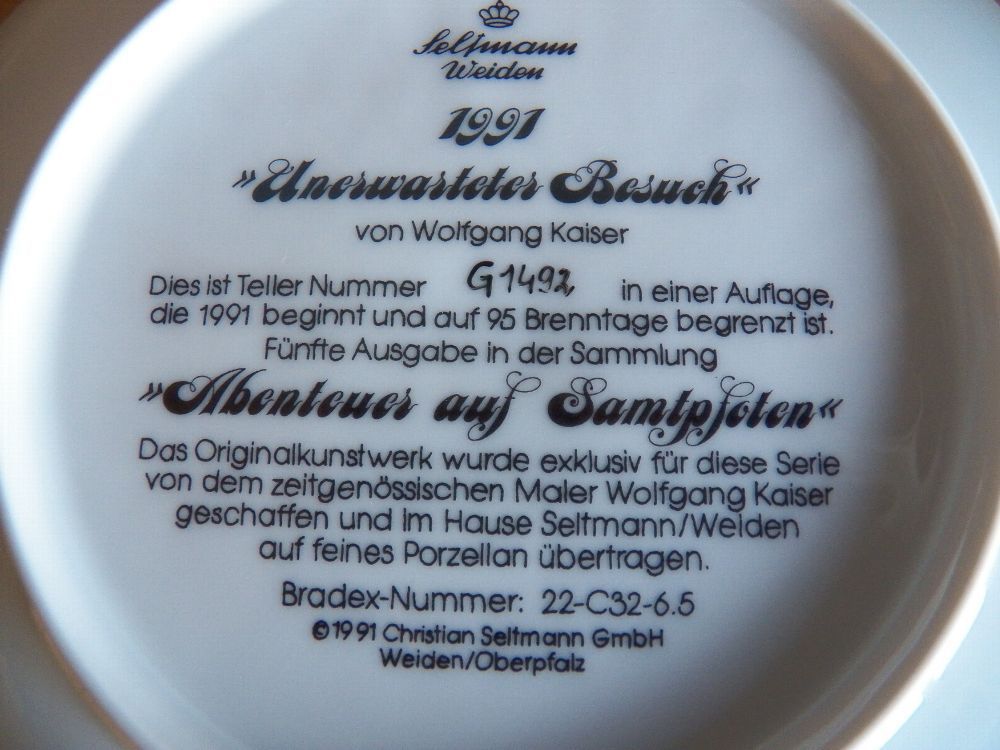 Seltmann
Weiden
1991
»Unerwarteter Besuch«
von Wolfgang Kaiser
Dies ist Teller Nummer G1492, in einer Auflage,
die 1991 beginnt und auf 95 Brenntage begrenzt ist.
Fünfte Ausgabe in der Sammlung
»Abenteuer auf Samtpfoten«
Das Originalkunstwerk wurde exklusiv für diese Serie
von dem zeitgenössischen Maler Wolfgang Kaiser
geschaffen und im Hause Seltmann/Weiden
auf feines Porzellan übertragen.
Bradex-Nummer: 22-C32-6.5
©1991 Christian Seltmann GmbH
Weiden/Oberpfalz